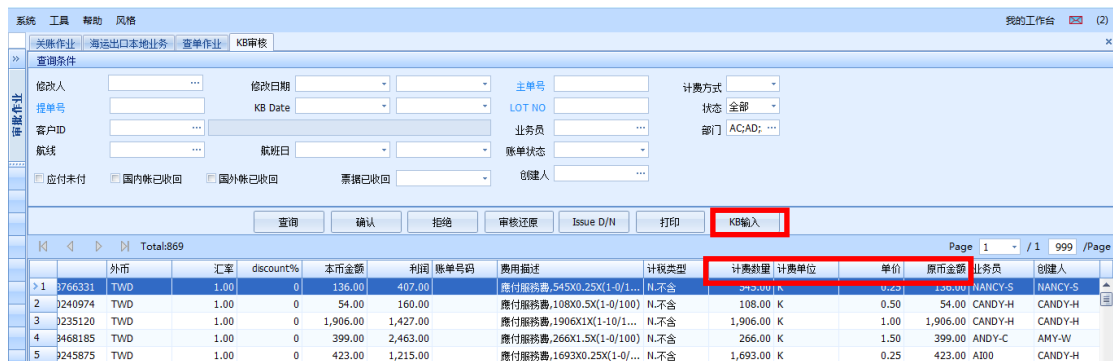 系统 工具 帮助 风格 我的工作台 (2)
关账作业 海运出口本地业务 查单作业 KB审核
查询条件
审批作业
修改人 修改日期 主单号 计费方式
提单号 KB Date LOT NO 状态 全部
客户ID 业务员 部门 AC;AD;
航线 航班日 账单状态
应付未付 国内帐已收回 国外帐已收回 票据已收回 创建人
查询 确认 拒绝 审核还原 Issue D/N 打印 KB输入
Total:869 Page 1 / 1 999 /Page
外币 汇率 discount% 本币金额 利润 账单号码 费用描述 计税类型 计费数量 计费单位 单价 原币金额 业务员 创建人
1 3766331 TWD 1.00 0 136.00 407.00 應付服務費,545X0.25X(1-0/1... N.不含 545.00 K 0.25 136.00 NANCY-S NANCY-S
2 0240974 TWD 1.00 0 54.00 160.00 應付服務費,108X0.5X(1-0/100) N.不含 108.00 K 0.50 54.00 CANDY-H CANDY-H
3 0235120 TWD 1.00 0 1,906.00 1,427.00 應付服務費,1906X1X(1-10/1... N.不含 1,906.00 K 1.00 1,906.00 CANDY-H CANDY-H
4 3468185 TWD 1.00 0 399.00 2,463.00 應付服務費,266X1.5X(1-0/100) N.不含 266.00 K 1.50 399.00 ANDY-C AMY-W
5 9245875 TWD 1.00 0 423.00 1,215.00 應付服務費,1693X0.25X(1-0/... N.不含 1,693.00 K 0.25 423.00 AI00 CANDY-H